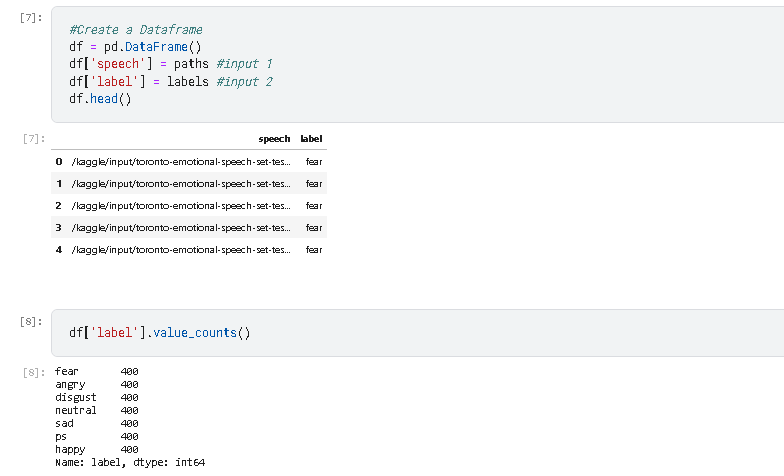 [7]:
#Create a Dataframe
df = pd.DataFrame()
df['speech'] = paths #input 1
df['label'] = labels #input 2
df.head()
[7]:
speech label
0 /kaggle/input/toronto-emotional-speech-set-tes... fear
1 /kaggle/input/toronto-emotional-speech-set-tes... fear
2 /kaggle/input/toronto-emotional-speech-set-tes... fear
3 /kaggle/input/toronto-emotional-speech-set-tes... fear
4 /kaggle/input/toronto-emotional-speech-set-tes... fear
[8]:
df['label'].value_counts()
[8]:
fear 400
angry 400
disgust 400
neutral 400
sad 400
ps 400
happy 400
Name: label, dtype: int64